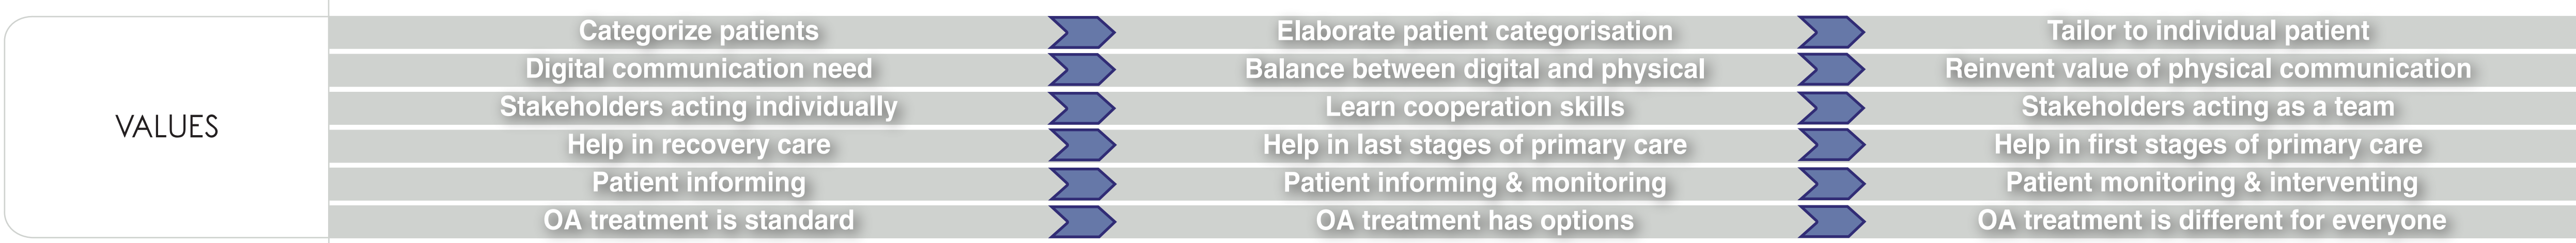 VALUES
Categorize patients
Elaborate patient categorisation
Tailor to individual patient
Digital communication need
Balance between digital and physical
Reinvent value of physical communication
Stakeholders acting individually
Learn cooperation skills
Stakeholders acting as a team
Help in recovery care
Help in last stages of primary care
Help in first stages of primary care
Patient informing
Patient informing & monitoring
Patient monitoring & interventing
OA treatment is standard
OA treatment has options
OA treatment is different for everyone